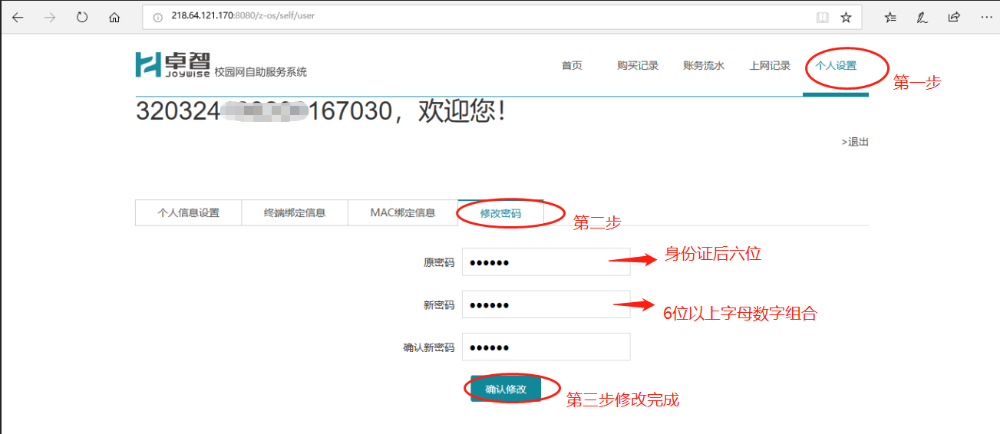 218.64.121.170:8080/z-os/self/user
卓智
JOYWISE 校园网自助服务系统
首页 购买记录 账务流水 上网记录 个人设置
第一步
320324 167030，欢迎您！
>退出
个人信息设置 终端绑定信息 MAC绑定信息 修改密码
第二步
原密码 ●●●●●● 身份证后六位
新密码 ●●●●●● 6位以上字母数字组合
确认新密码 ●●●●●●
确认修改 第三步修改完成